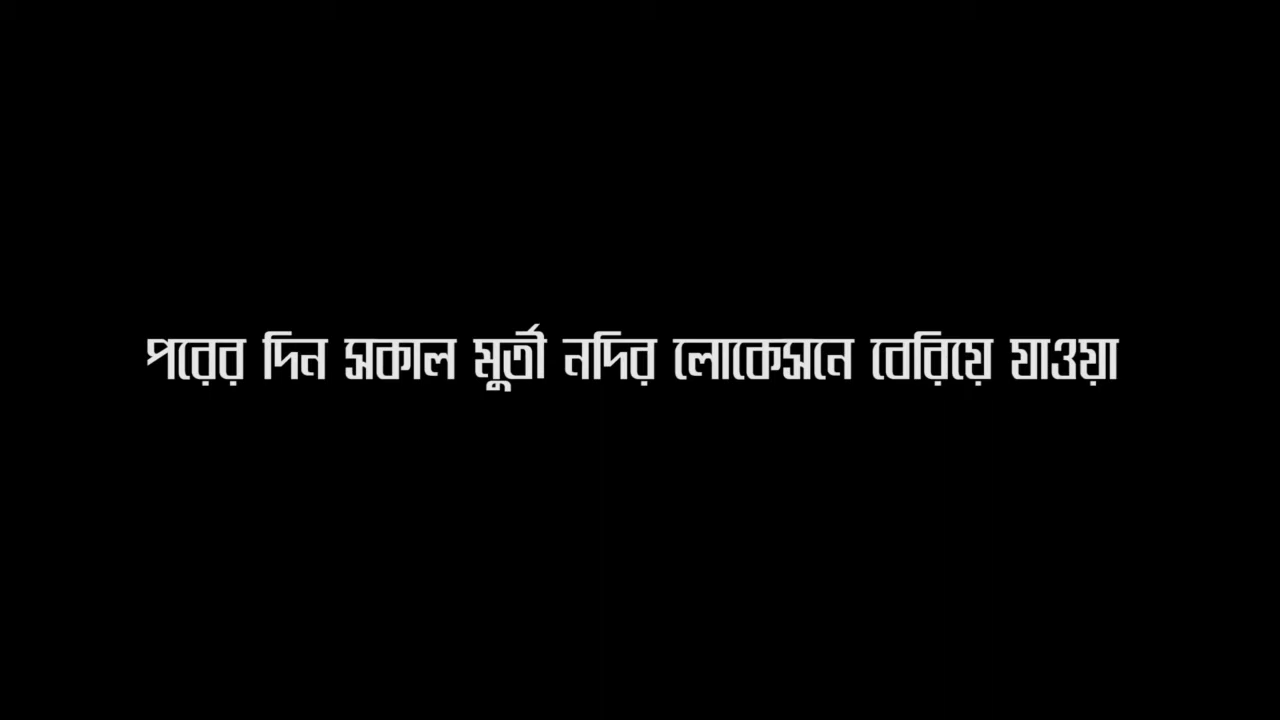 পরের দিন সকাল মুর্তী নদির লোকেসনে বেরিয়ে যাওয়া